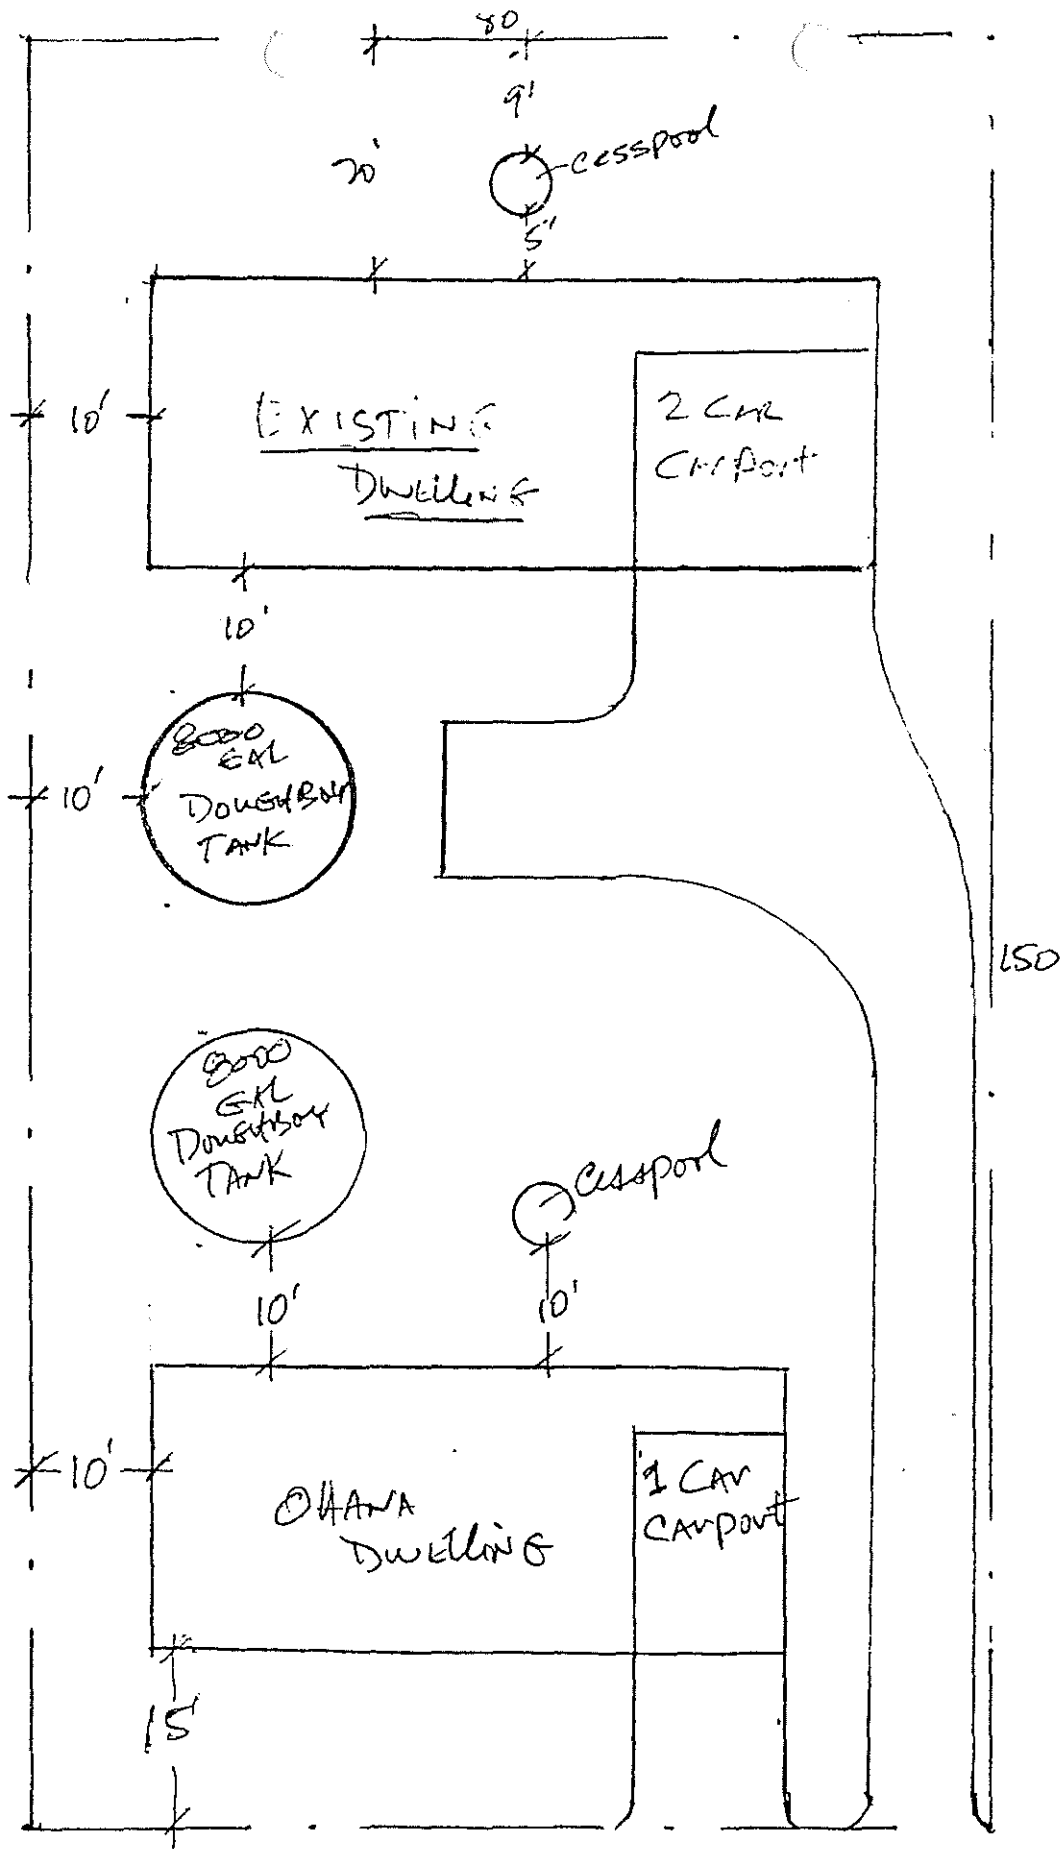 80
9'
cesspool
20'
5'
10'
EXISTING
DWELLING
2 CAR
CARPORT
10'
8000
GAL
DOUGHBOY
TANK
10'
150
8000
GAL
DOUGHBOY
TANK
Cesspool
10'
10'
10'
OHANA
DWELLING
1 CAR
CARPORT
15'